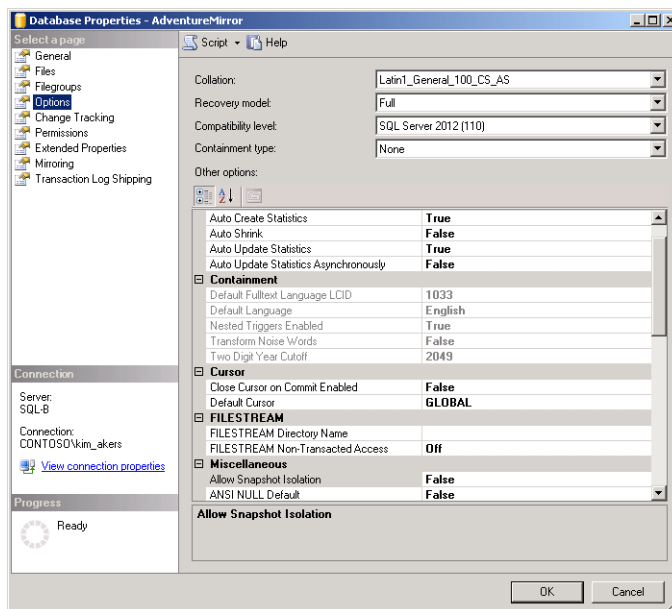 Database Properties - AdventureMirror
Select a page
General
Files
Filegroups
Options
Change Tracking
Permissions
Extended Properties
Mirroring
Transaction Log Shipping
Script
Help
Collation: Latin1_General_100_CS_AS
Recovery model: Full
Compatibility level: SQL Server 2012 (110)
Containment type: None
Other options:
Auto Create Statistics True
Auto Shrink False
Auto Update Statistics True
Auto Update Statistics Asynchronously False
Containment
Default Fulltext Language LCID 1033
Default Language English
Nested Triggers Enabled True
Transform Noise Words False
Two Digit Year Cutoff 2049
Cursor
Close Cursor on Commit Enabled False
Default Cursor GLOBAL
FILESTREAM
FILESTREAM Directory Name
FILESTREAM Non-Transacted Access Off
Miscellaneous
Allow Snapshot Isolation False
ANSI NULL Default False
Allow Snapshot Isolation
Connection
Server:
SQL-B
Connection:
CONTOSO\kim_akers
View connection properties
Progress
Ready
OK
Cancel